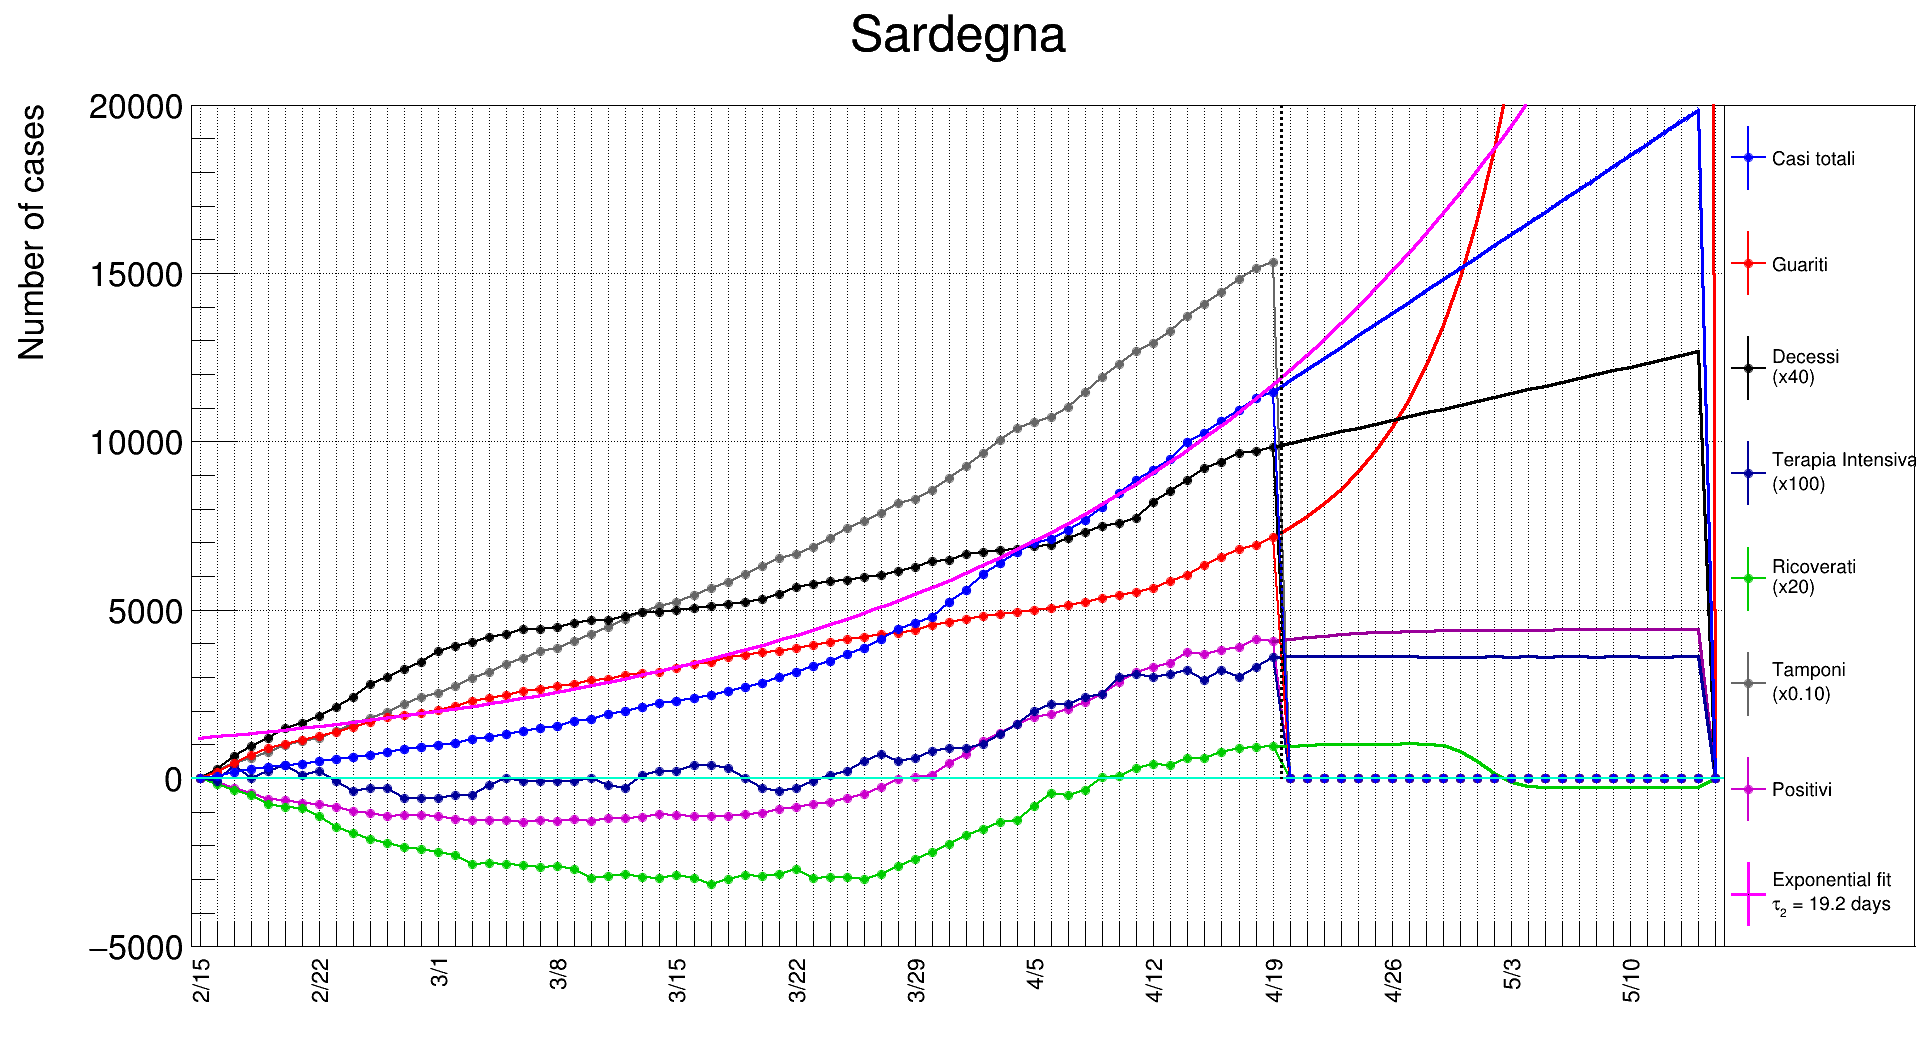 Sardegna
Number of cases
20000
15000
10000
5000
0
−5000
2/15
2/22
3/1
3/8
3/15
3/22
3/29
4/5
4/12
4/19
4/26
5/3
5/10
Casi totali
Guariti
Decessi
(x40)
Terapia Intensiva
(x100)
Ricoverati
(x20)
Tamponi
(x0.10)
Positivi
Exponential fit
τ2 = 19.2 days